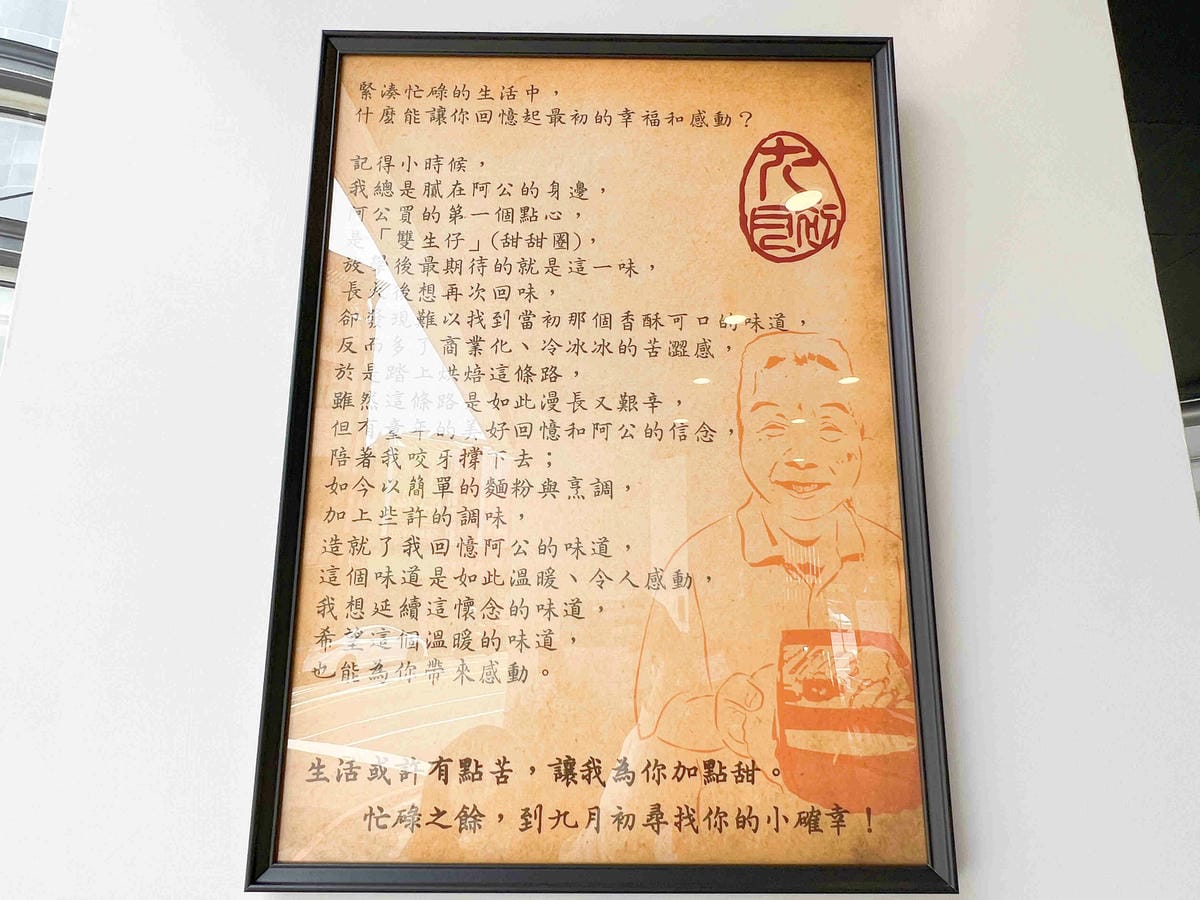 緊湊忙碌的生活中，
什麼能讓你回憶起最初的幸福和感動？
九
月初
記得小時候，
我總是膩在阿公的身邊，
阿公買的第一個點心，
是「雙生仔」(甜甜圈)，
放學後最期待的就是這一味，
長大後想再次回味，
卻發現難以找到當初那個香酥可口的味道，
反而多了商業化、冷冰冰的苦澀感，
於是踏上烘焙這條路，
雖然這條路是如此漫長又艱辛，
但有童年的美好回憶和阿公的信念，
陪著我咬牙撐下去；
如今以簡單的麵粉與烹調，
加上些許的調味，
造就了我回憶阿公的味道，
這個味道是如此溫暖、令人感動，
我想延續這懷念的味道，
希望這個溫暖的味道，
也能為你帶來感動。
生活或許有點苦，讓我為你加點甜。
忙碌之餘，到九月初尋找你的小確幸！